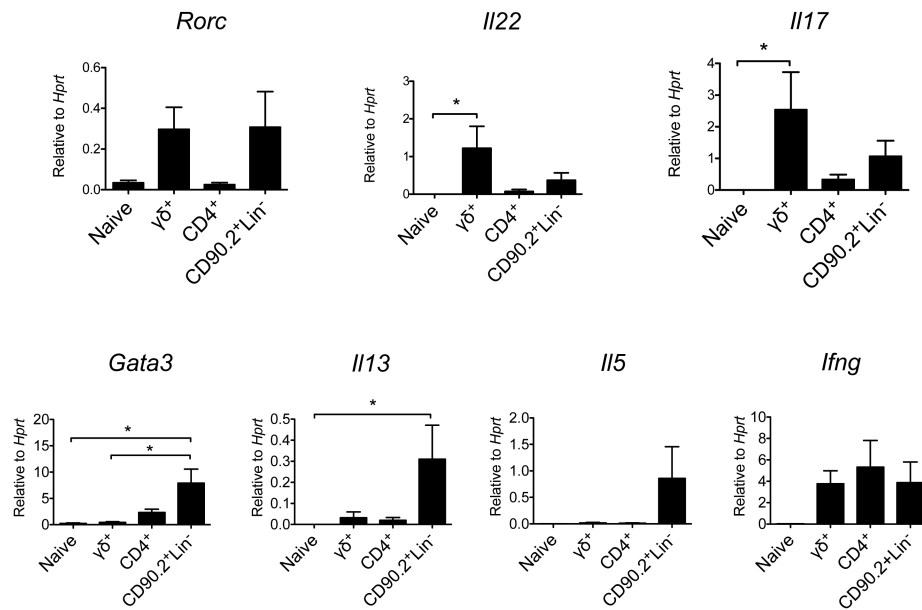 Rorc
Il22
Il17
Relative to Hprt
0.6
0.4
0.2
0.0
Naive
γδ⁺
CD4⁺
CD90.2⁺Lin⁻
Relative to Hprt
3
2
1
0
*
Naive
γδ⁺
CD4⁺
CD90.2⁺Lin⁻
Relative to Hprt
4
3
2
1
0
*
Naive
γδ⁺
CD4⁺
CD90.2⁺Lin⁻
Gata3
Il13
Il5
Ifng
Relative to Hprt
20
15
10
5
0
*
*
Naive
γδ⁺
CD4⁺
CD90.2⁺Lin⁻
Relative to Hprt
0.5
0.4
0.3
0.2
0.1
0.0
*
Naive
γδ⁺
CD4⁺
CD90.2⁺Lin⁻
Relative to Hprt
2.0
1.5
1.0
0.5
0.0
Naive
γδ⁺
CD4⁺
CD90.2⁺Lin⁻
Relative to Hprt
10
8
6
4
2
0
Naive
γδ⁺
CD4⁺
CD90.2+Lin⁻